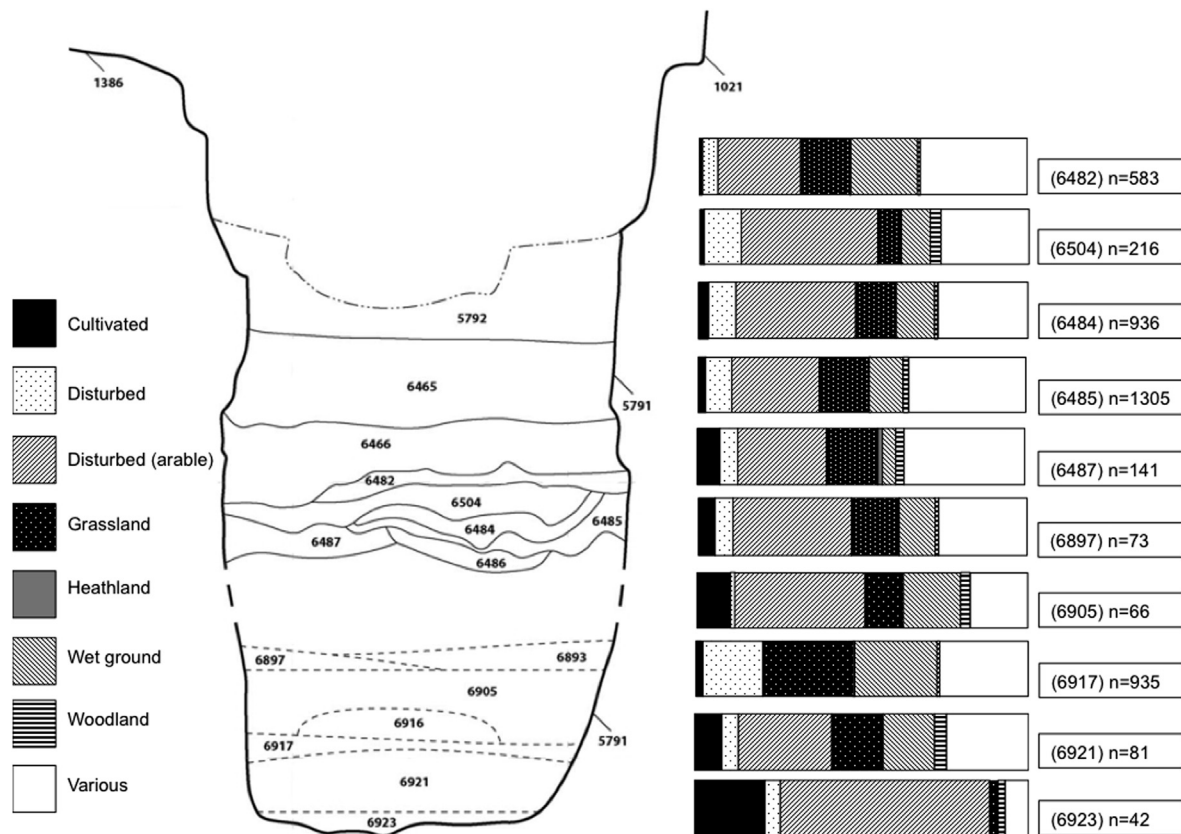 1386
1021
5792
6465
5791
6466
6482
6504
6485
6484
6487
6486
6897
6893
6905
6916
5791
6917
6921
6923
Cultivated
Disturbed
Disturbed (arable)
Grassland
Heathland
Wet ground
Woodland
Various
(6482) n=583
(6504) n=216
(6484) n=936
(6485) n=1305
(6487) n=141
(6897) n=73
(6905) n=66
(6917) n=935
(6921) n=81
(6923) n=42